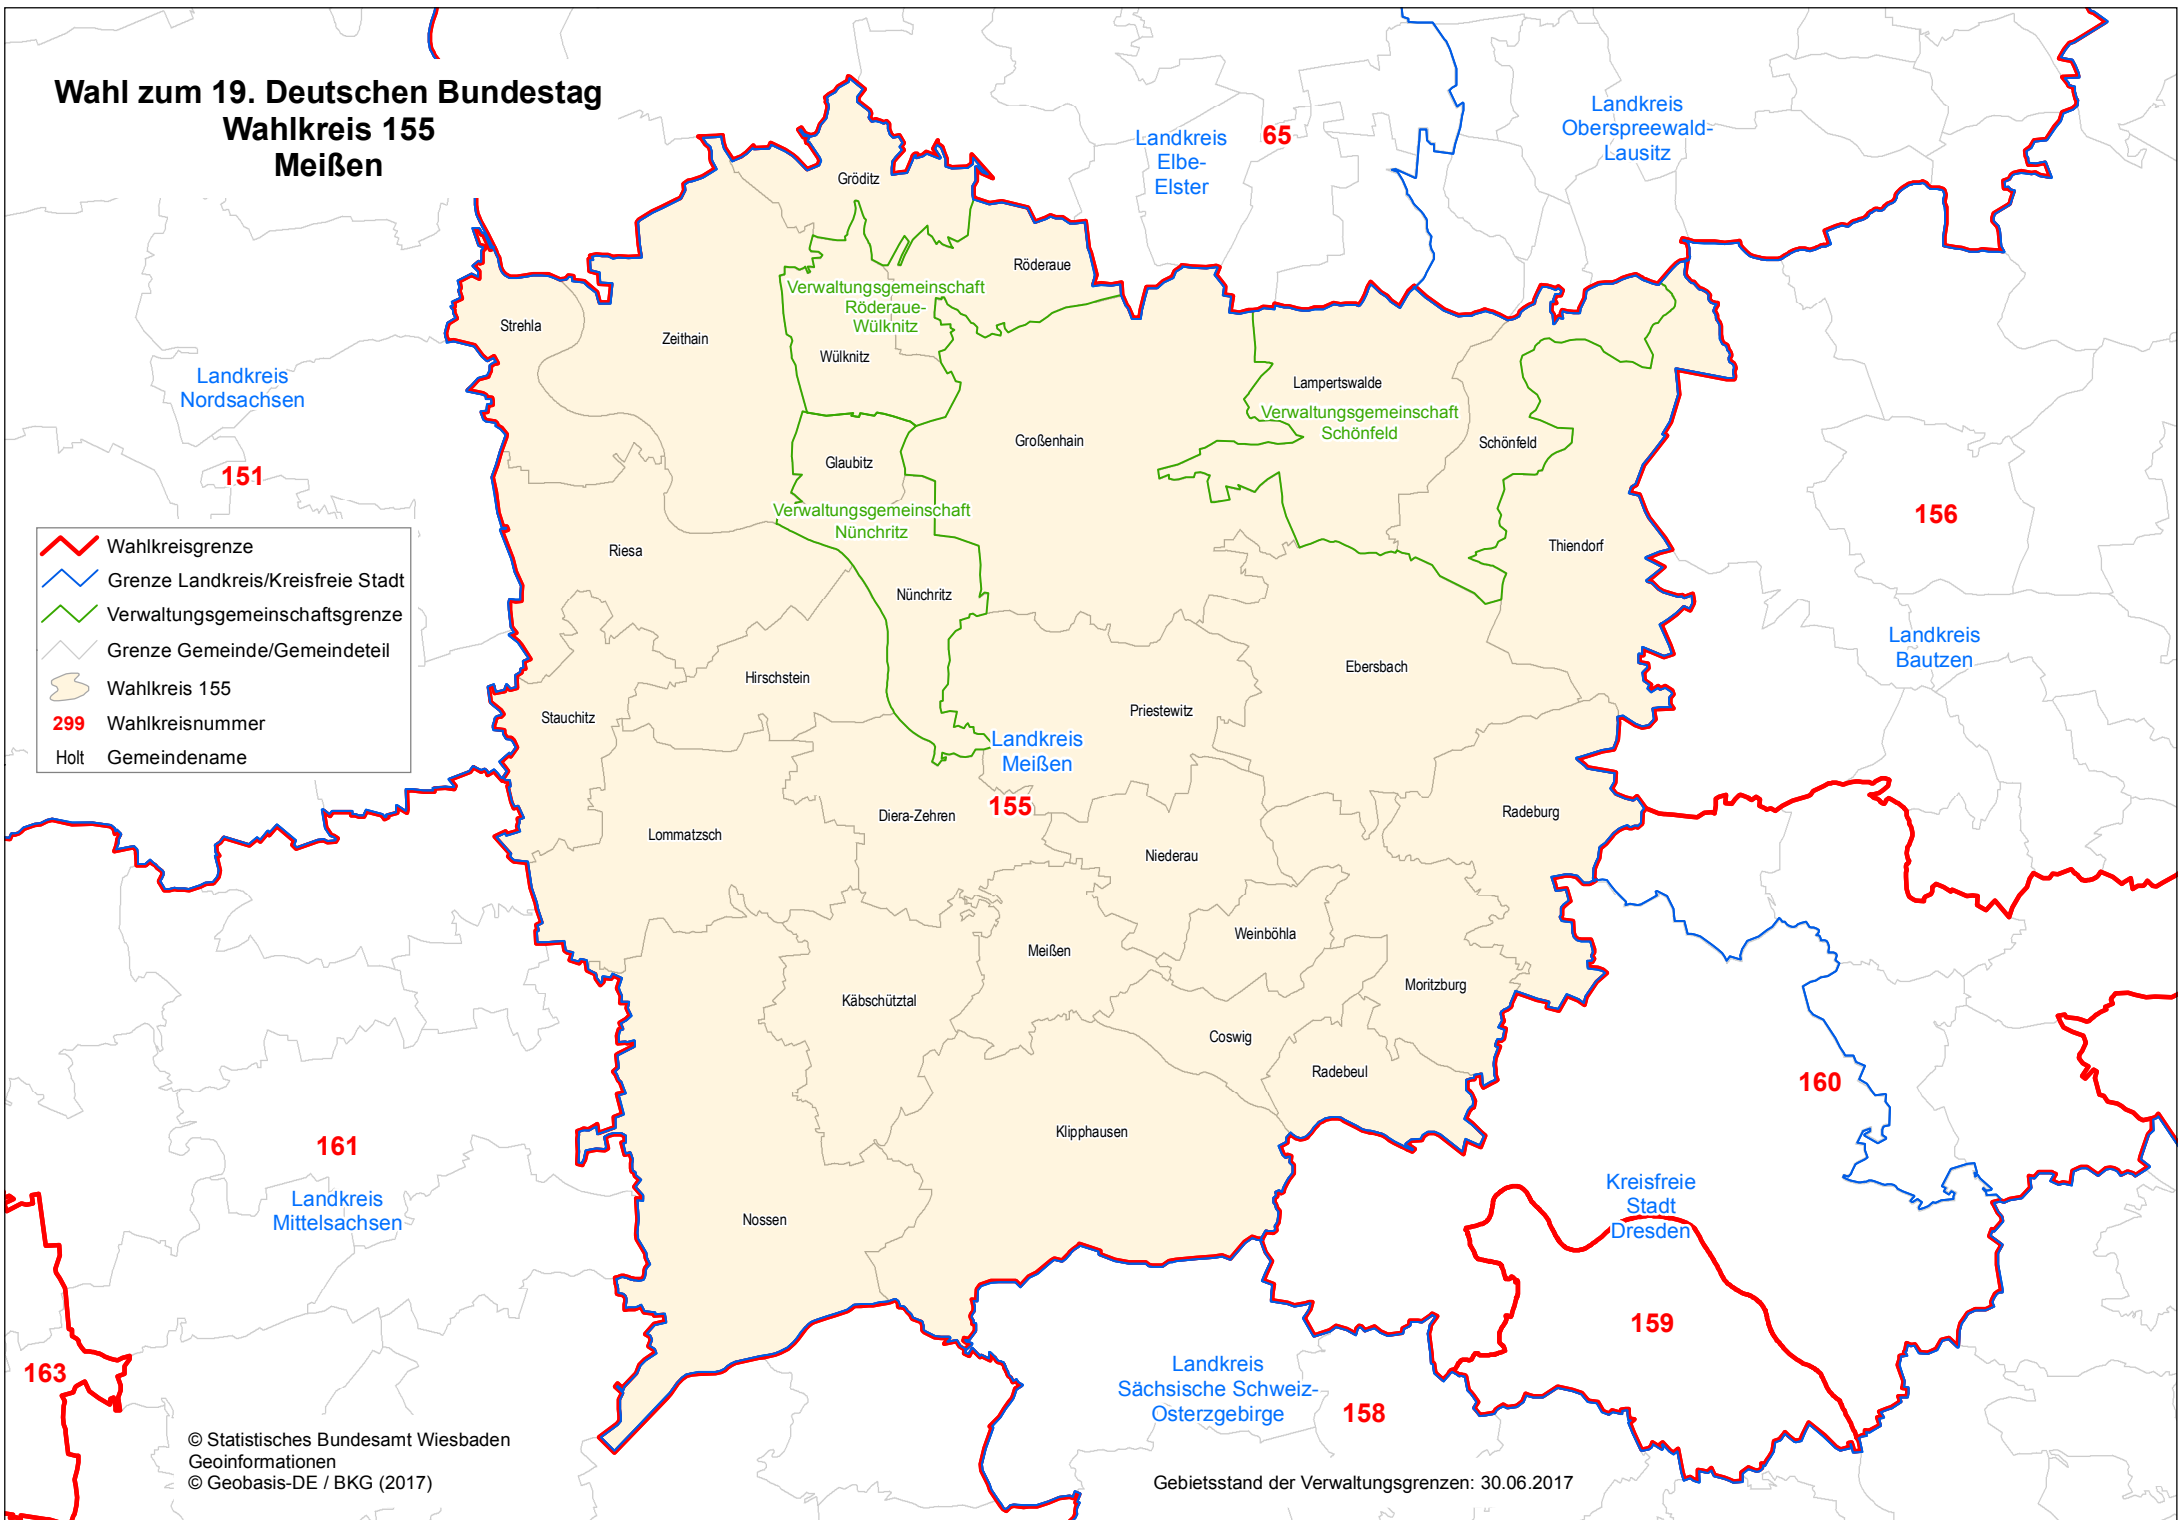 Wahl zum 19. Deutschen Bundestag
Wahlkreis 155
Meißen
Landkreis
Elbe-
Elster
65
Landkreis
Oberspreewald-
Lausitz
Gröditz
Röderaue
Verwaltungsgemeinschaft
Röderaue-
Wülknitz
Strehla
Zeithain
Wülknitz
Landkreis
Nordsachsen
Lampertswalde
Verwaltungsgemeinschaft
Schönfeld
Großenhain
Schönfeld
Glaubitz
151
Verwaltungsgemeinschaft
Nünchritz
156
Riesa
Thiendorf
Nünchritz
Wahlkreisgrenze
Grenze Landkreis/Kreisfreie Stadt
Verwaltungsgemeinschaftsgrenze
Grenze Gemeinde/Gemeindeteil
Wahlkreis 155
299 Wahlkreisnummer
Holt Gemeindename
Landkreis
Bautzen
Ebersbach
Hirschstein
Stauchitz
Priestewitz
Landkreis
Meißen
155
Diera-Zehren
Radeburg
Lommatzsch
Niederau
Weinböhla
Meißen
Moritzburg
Käbschütztal
Coswig
Radebeul
160
Klipphausen
161
Landkreis
Mittelsachsen
Nossen
Kreisfreie
Stadt
Dresden
159
163
Landkreis
Sächsische Schweiz-
Osterzgebirge
158
© Statistisches Bundesamt Wiesbaden
Geoinformationen
© Geobasis-DE / BKG (2017)
Gebietsstand der Verwaltungsgrenzen: 30.06.2017